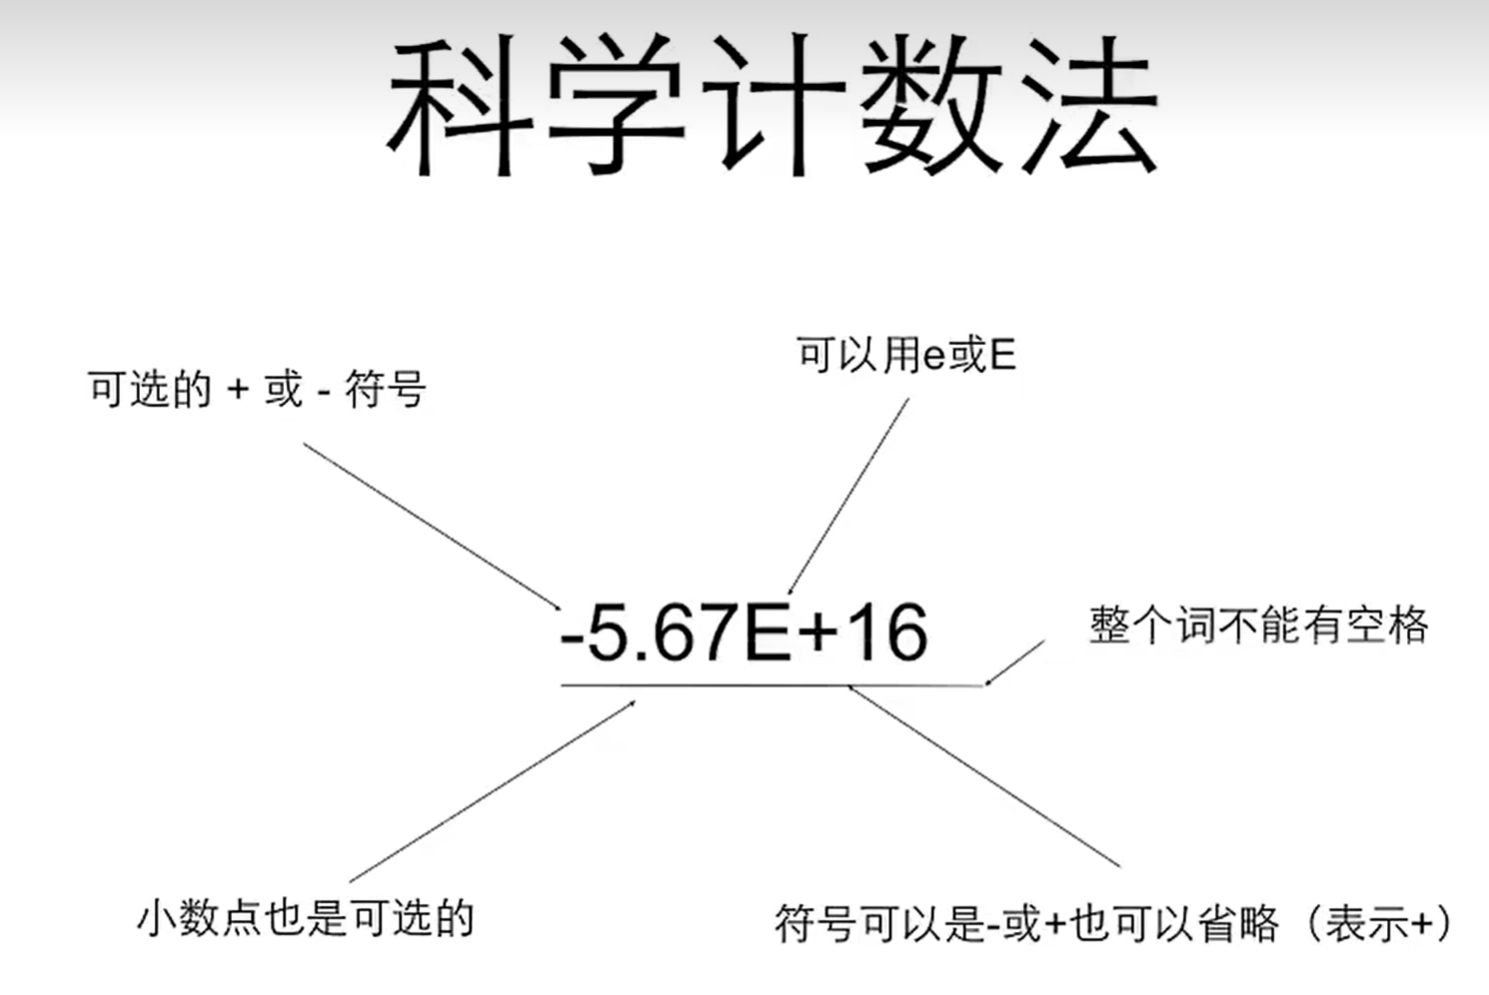 科学计数法
可以用e或E
可选的 + 或 - 符号
-5.67E+16
整个词不能有空格
小数点也是可选的
符号可以是-或+也可以省略（表示+）